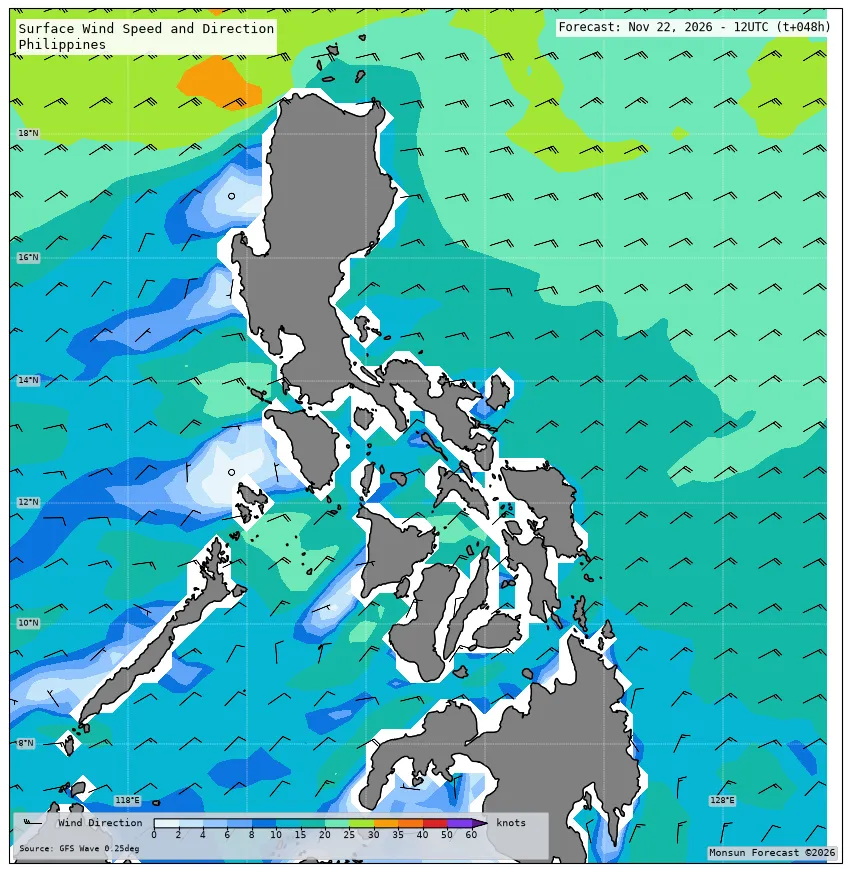 Surface Wind Speed and Direction
Philippines
Forecast: Nov 22, 2026 - 12UTC (t+048h)
18°N
16°N
14°N
12°N
10°N
8°N
118°E
128°E
Wind Direction
0 2 4 6 8 10 15 20 25 30 35 40 50 60
knots
Source: GFS Wave 0.25deg
Monsun Forecast ©2026